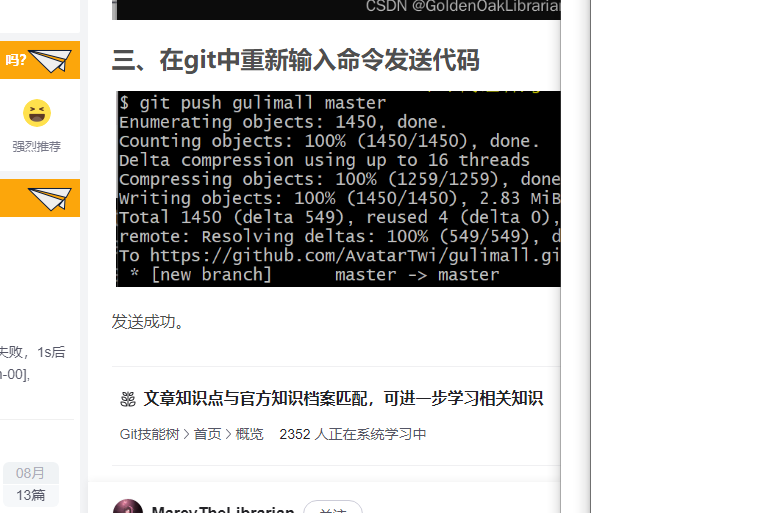 CSDN @GoldenOakLibrarian
三、在git中重新输入命令发送代码
吗?
强烈推荐
$ git push gulimall master
Enumerating objects: 1450, done.
Counting objects: 100% (1450/1450), done.
Delta compression using up to 16 threads
Compressing objects: 100% (1259/1259), done
Writing objects: 100% (1450/1450), 2.83 MiB
Total 1450 (delta 549), reused 4 (delta 0),
remote: Resolving deltas: 100% (549/549), d
To https://github.com/AvatarTwi/gulimall.gi
* [new branch] master -> master
发送成功。
失败，1s后
-00],
文章知识点与官方知识档案匹配，可进一步学习相关知识
Git技能树 > 首页 > 概览 2352 人正在系统学习中
08月
13篇
MarcyTheLibrarian 关注